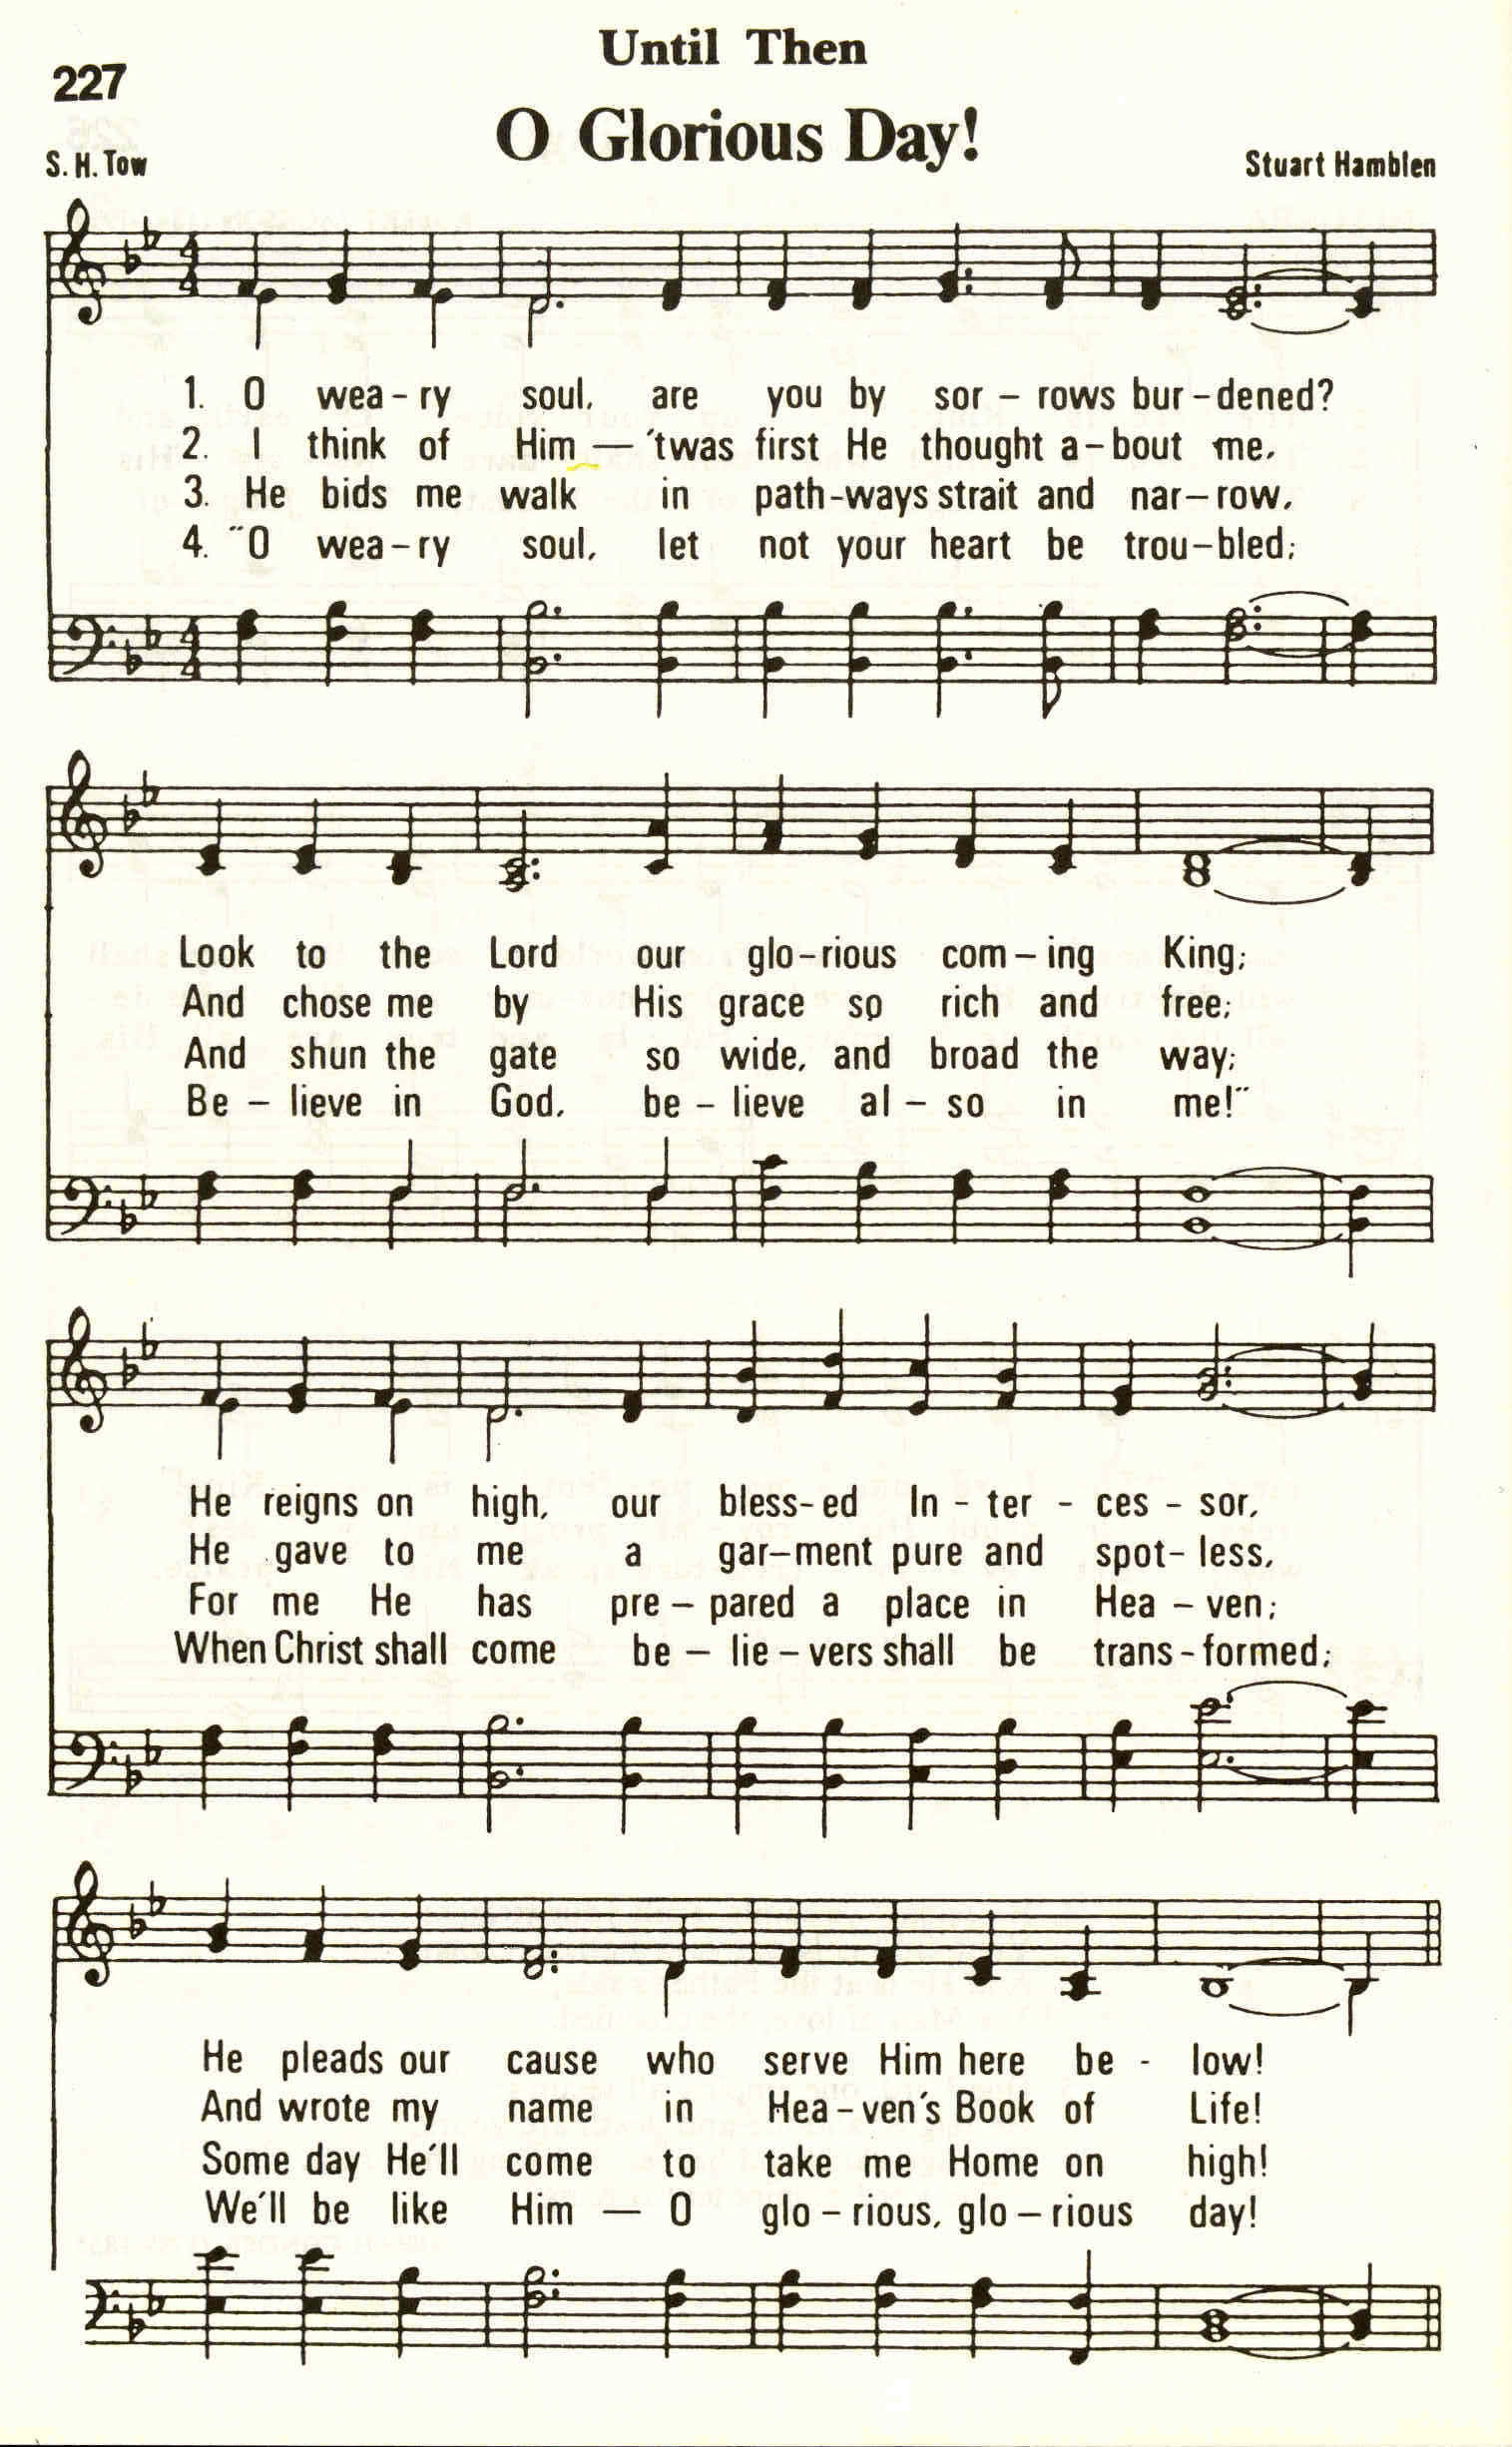 Until Then
227
O Glorious Day!
S. H. Tow
Stuart Hamblen
1. O wea - ry soul, are you by sor - rows bur - dened?
2. I think of Him — 'twas first He thought a - bout me,
3. He bids me walk in path - ways strait and nar - row,
4. "O wea - ry soul, let not your heart be trou - bled;
Look to the Lord our glo - rious com - ing King;
And chose me by His grace so rich and free;
And shun the gate so wide, and broad the way;
Be - lieve in God, be - lieve al - so in me!"
He reigns on high, our bless - ed In - ter - ces - sor,
He gave to me a gar - ment pure and spot - less,
For me He has pre - pared a place in Hea - ven;
When Christ shall come be - lie - vers shall be trans - formed;
He pleads our cause who serve Him here be - low!
And wrote my name in Hea - ven's Book of Life!
Some day He'll come to take me Home on high!
We'll be like Him — O glo - rious, glo - rious day!